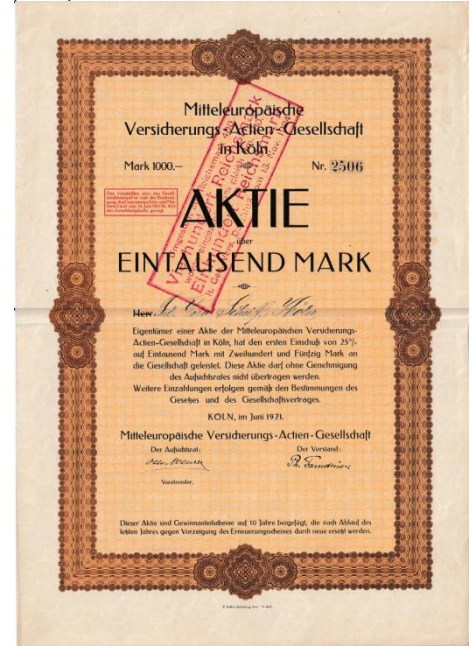 Mitteleuropäische
Versicherungs-Actien-Gesellschaft
in Köln
Mark 1000.— Nr. 2506
AKTIE
über
EINTAUSEND MARK
Herr
Köln
Eigentümer einer Aktie der Mitteleuropäischen Versicherungs-
Actien-Gesellschaft in Köln, hat den ersten Einschuß von 25%
auf Eintausend Mark mit Zweihundert und Fünfzig Mark an
die Gesellschaft geleistet. Diese Aktie darf ohne Genehmigung
des Aufsichtsrates nicht übertragen werden.
Weitere Einzahlungen erfolgen gemäß den Bestimmungen des
Gesetzes und des Gesellschaftsvertrages.
KÖLN, im Juni 1921.
Mitteleuropäische Versicherungs-Actien-Gesellschaft
Der Aufsichtsrat: Der Vorstand:
Vorsitzender.
Dieser Aktie sind Gewinnanteilscheine auf 10 Jahre beigefügt, die nach Ablauf des
letzten Jahres gegen Vorzeigung des Erneuerungsscheines durch neue ersetzt werden.